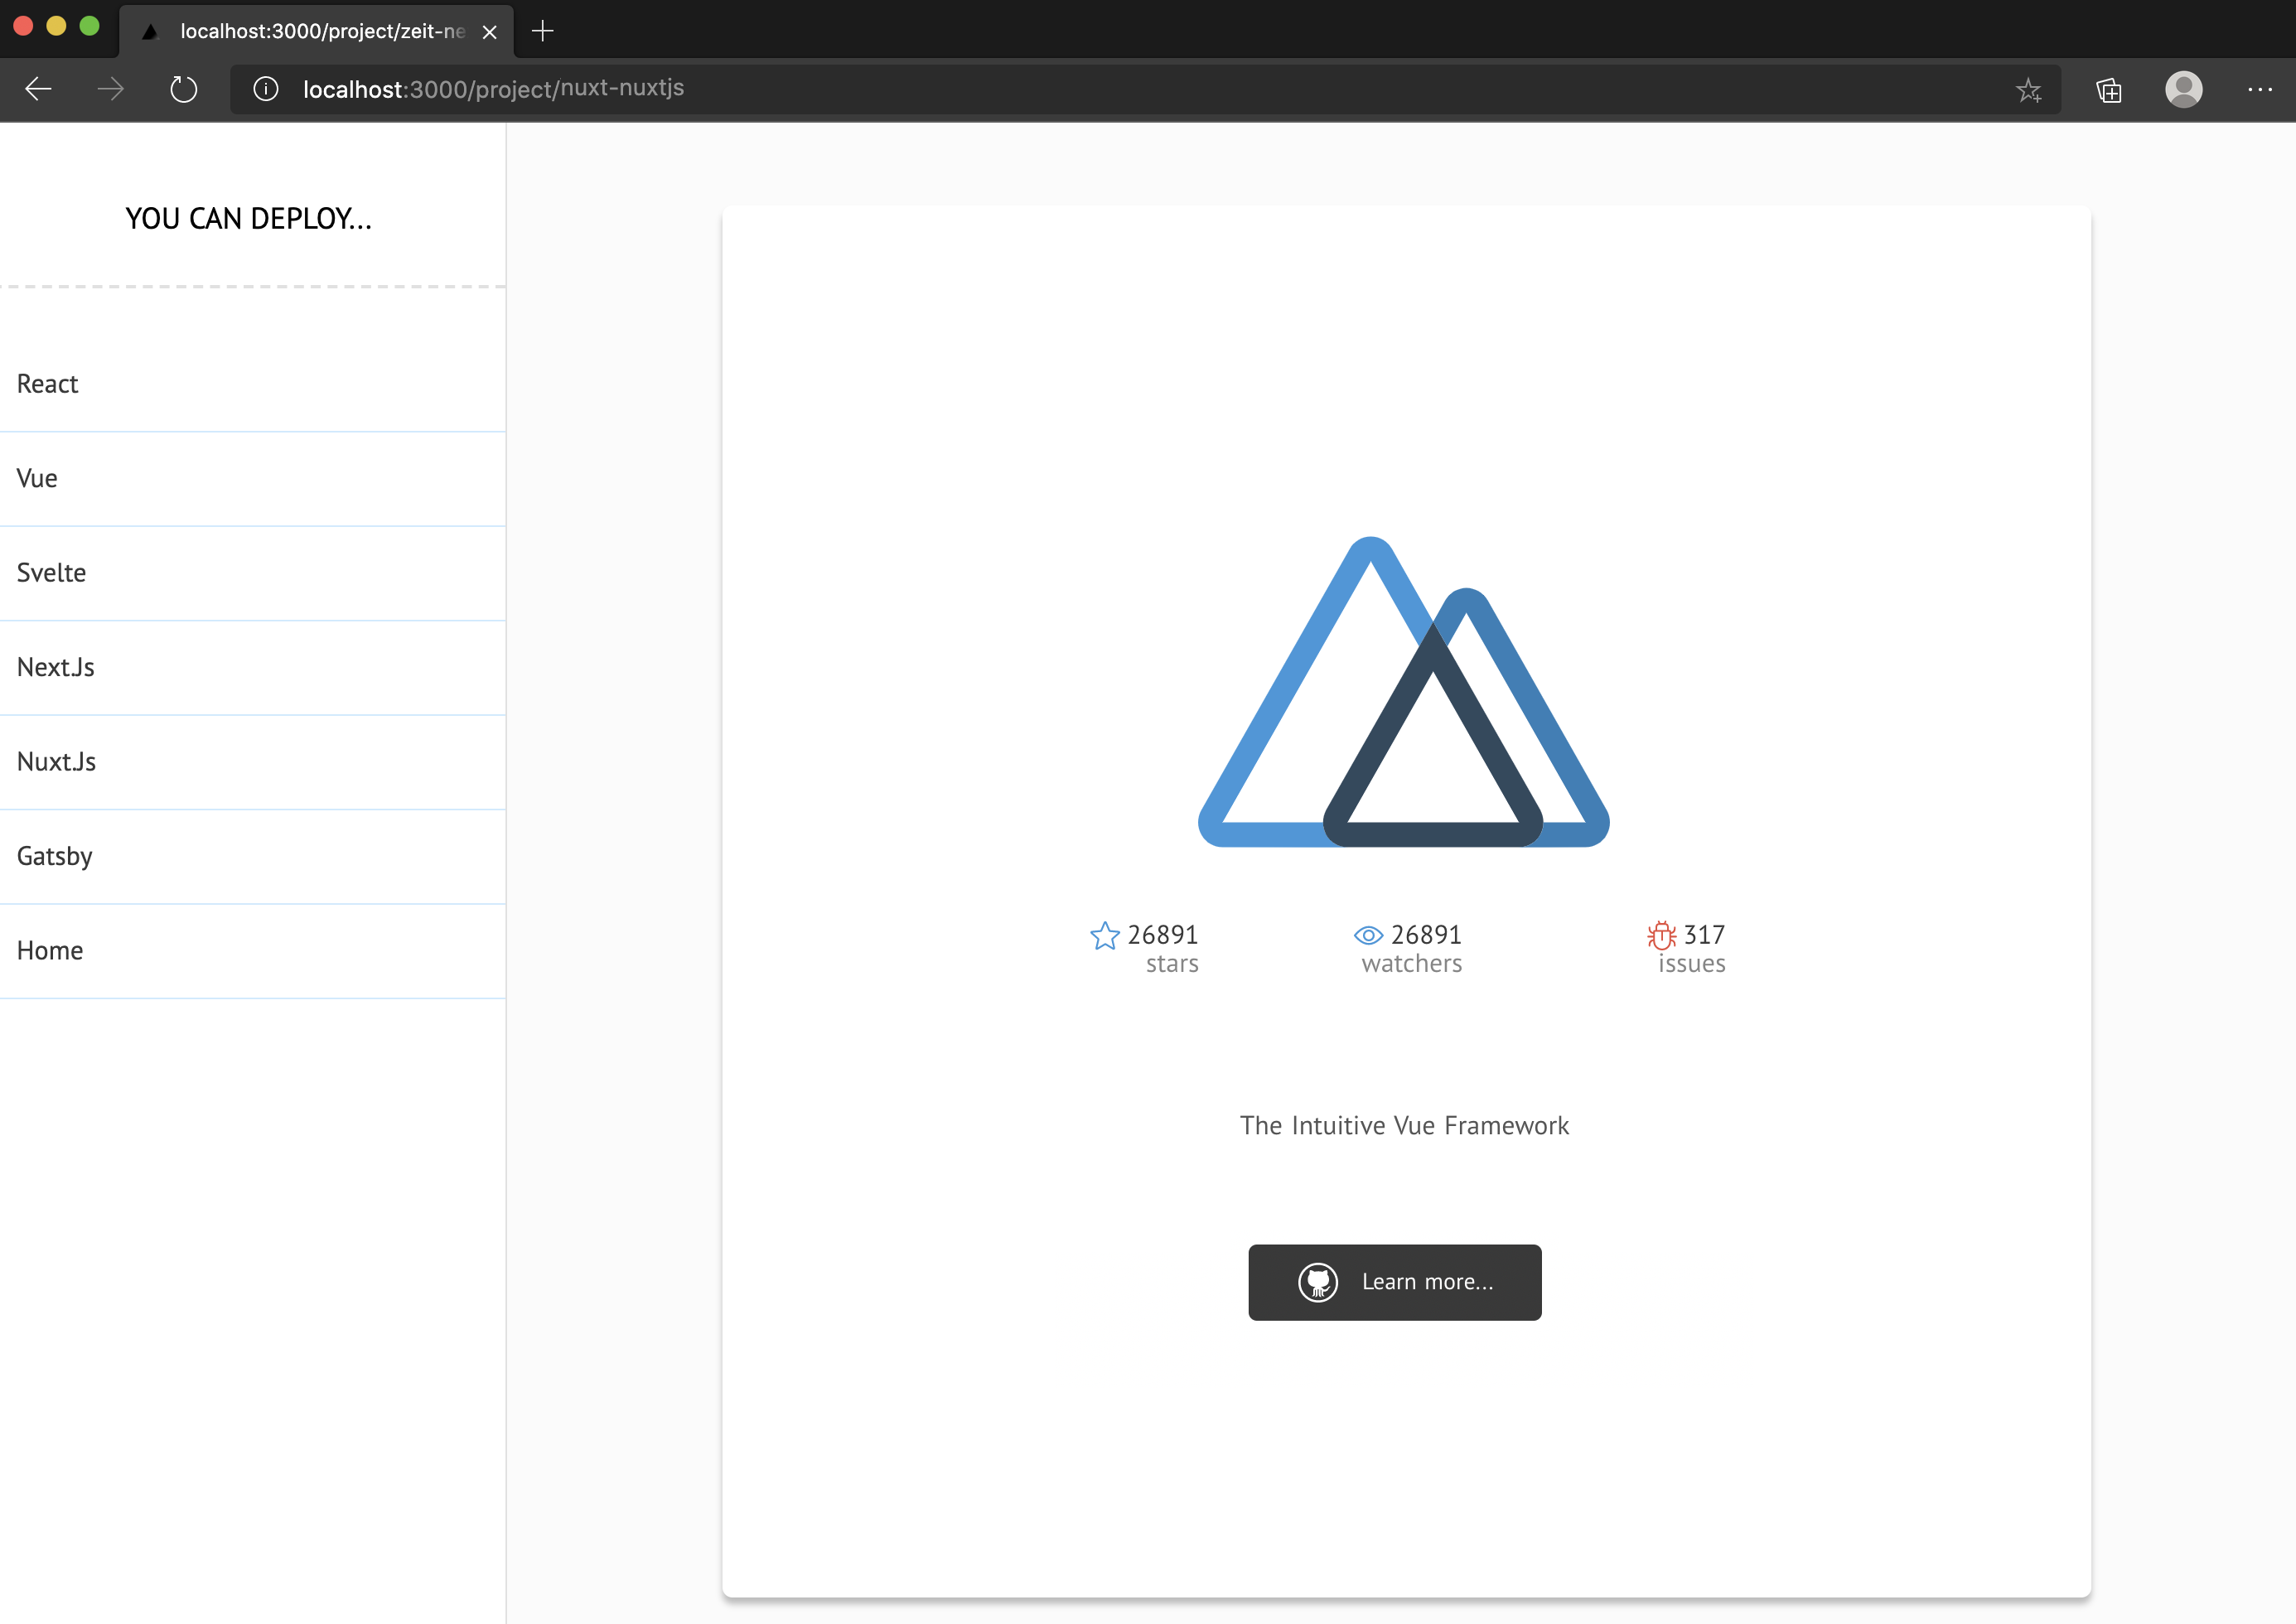 localhost:3000/project/zeit-ne
localhost:3000/project/nuxt-nuxtjs
YOU CAN DEPLOY...
React
Vue
Svelte
Next.Js
Nuxt.Js
Gatsby
Home
26891
stars
26891
watchers
317
issues
The Intuitive Vue Framework
Learn more...